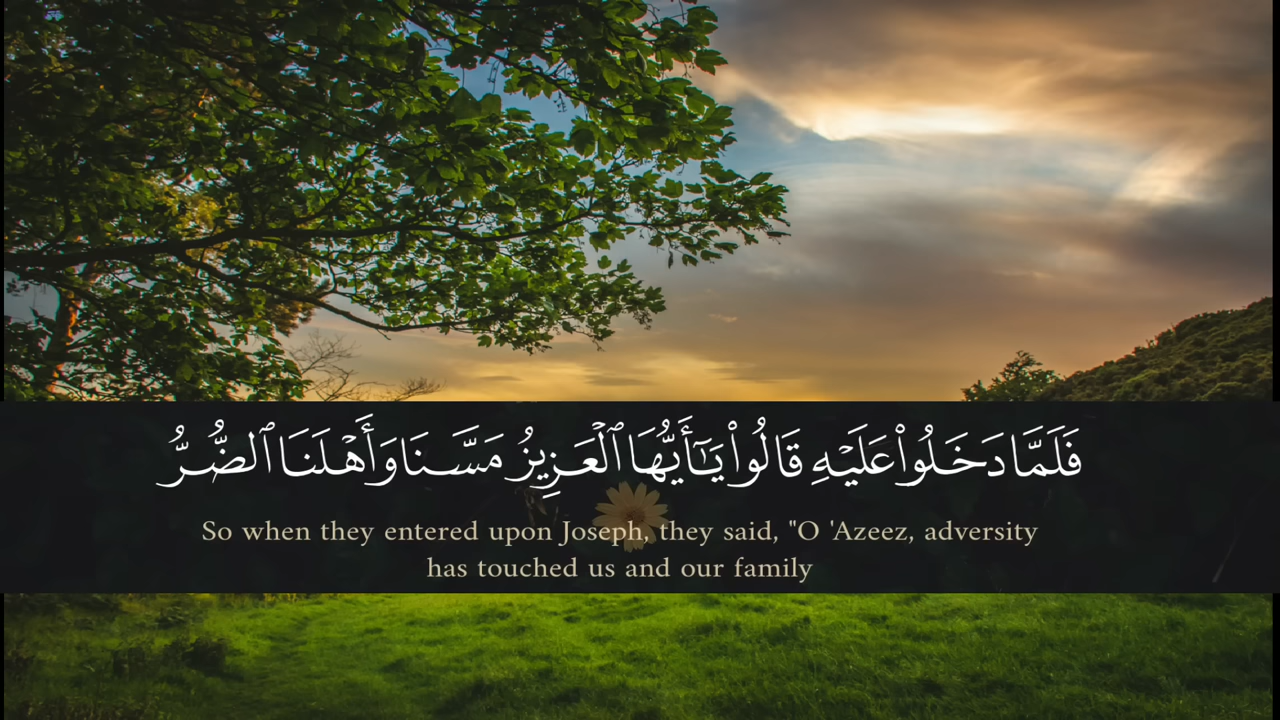 فَلَمَّا دَخَلُوا۟ عَلَيْهِ قَالُوا۟ يَـٰٓأَيُّهَا ٱلْعَزِيزُ مَسَّنَا وَأَهْلَنَا ٱلضُّرُّ
So when they entered upon Joseph, they said, "O 'Azeez, adversity
has touched us and our family